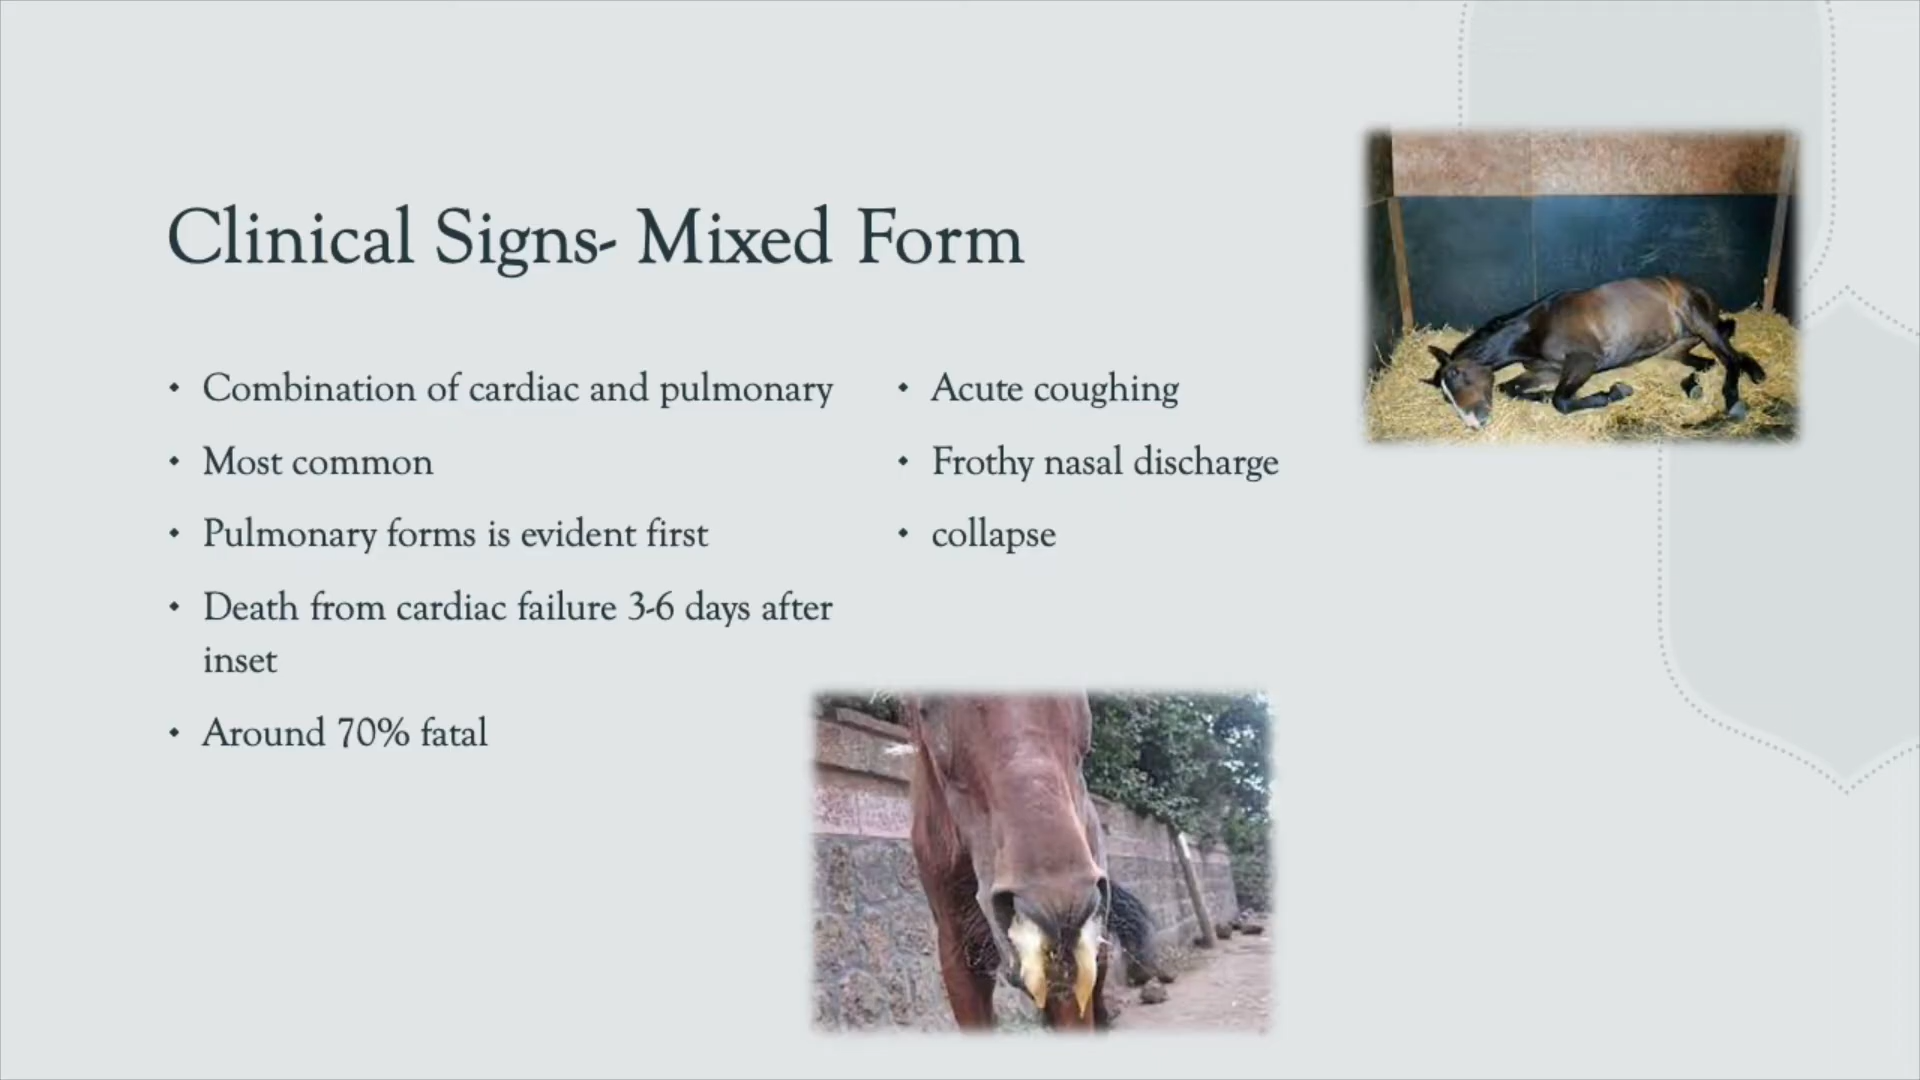 Clinical Signs- Mixed Form
• Combination of cardiac and pulmonary
• Most common
• Pulmonary forms is evident first
• Death from cardiac failure 3-6 days after
inset
• Around 70% fatal
• Acute coughing
• Frothy nasal discharge
• collapse